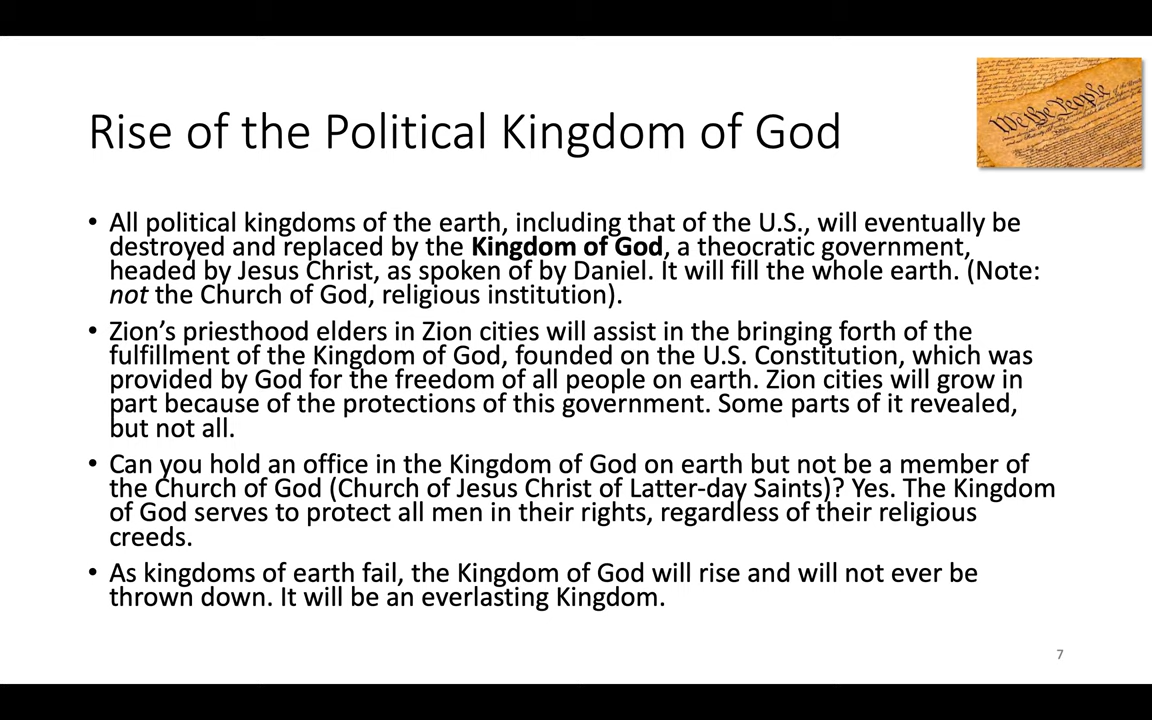 We the People
Rise of the Political Kingdom of God
• All political kingdoms of the earth, including that of the U.S., will eventually be
destroyed and replaced by the Kingdom of God, a theocratic government,
headed by Jesus Christ, as spoken of by Daniel. It will fill the whole earth. (Note:
not the Church of God, religious institution).
• Zion’s priesthood elders in Zion cities will assist in the bringing forth of the
fulfillment of the Kingdom of God, founded on the U.S. Constitution, which was
provided by God for the freedom of all people on earth. Zion cities will grow in
part because of the protections of this government. Some parts of it revealed,
but not all.
• Can you hold an office in the Kingdom of God on earth but not be a member of
the Church of God (Church of Jesus Christ of Latter-day Saints)? Yes. The Kingdom
of God serves to protect all men in their rights, regardless of their religious
creeds.
• As kingdoms of earth fail, the Kingdom of God will rise and will not ever be
thrown down. It will be an everlasting Kingdom.
7